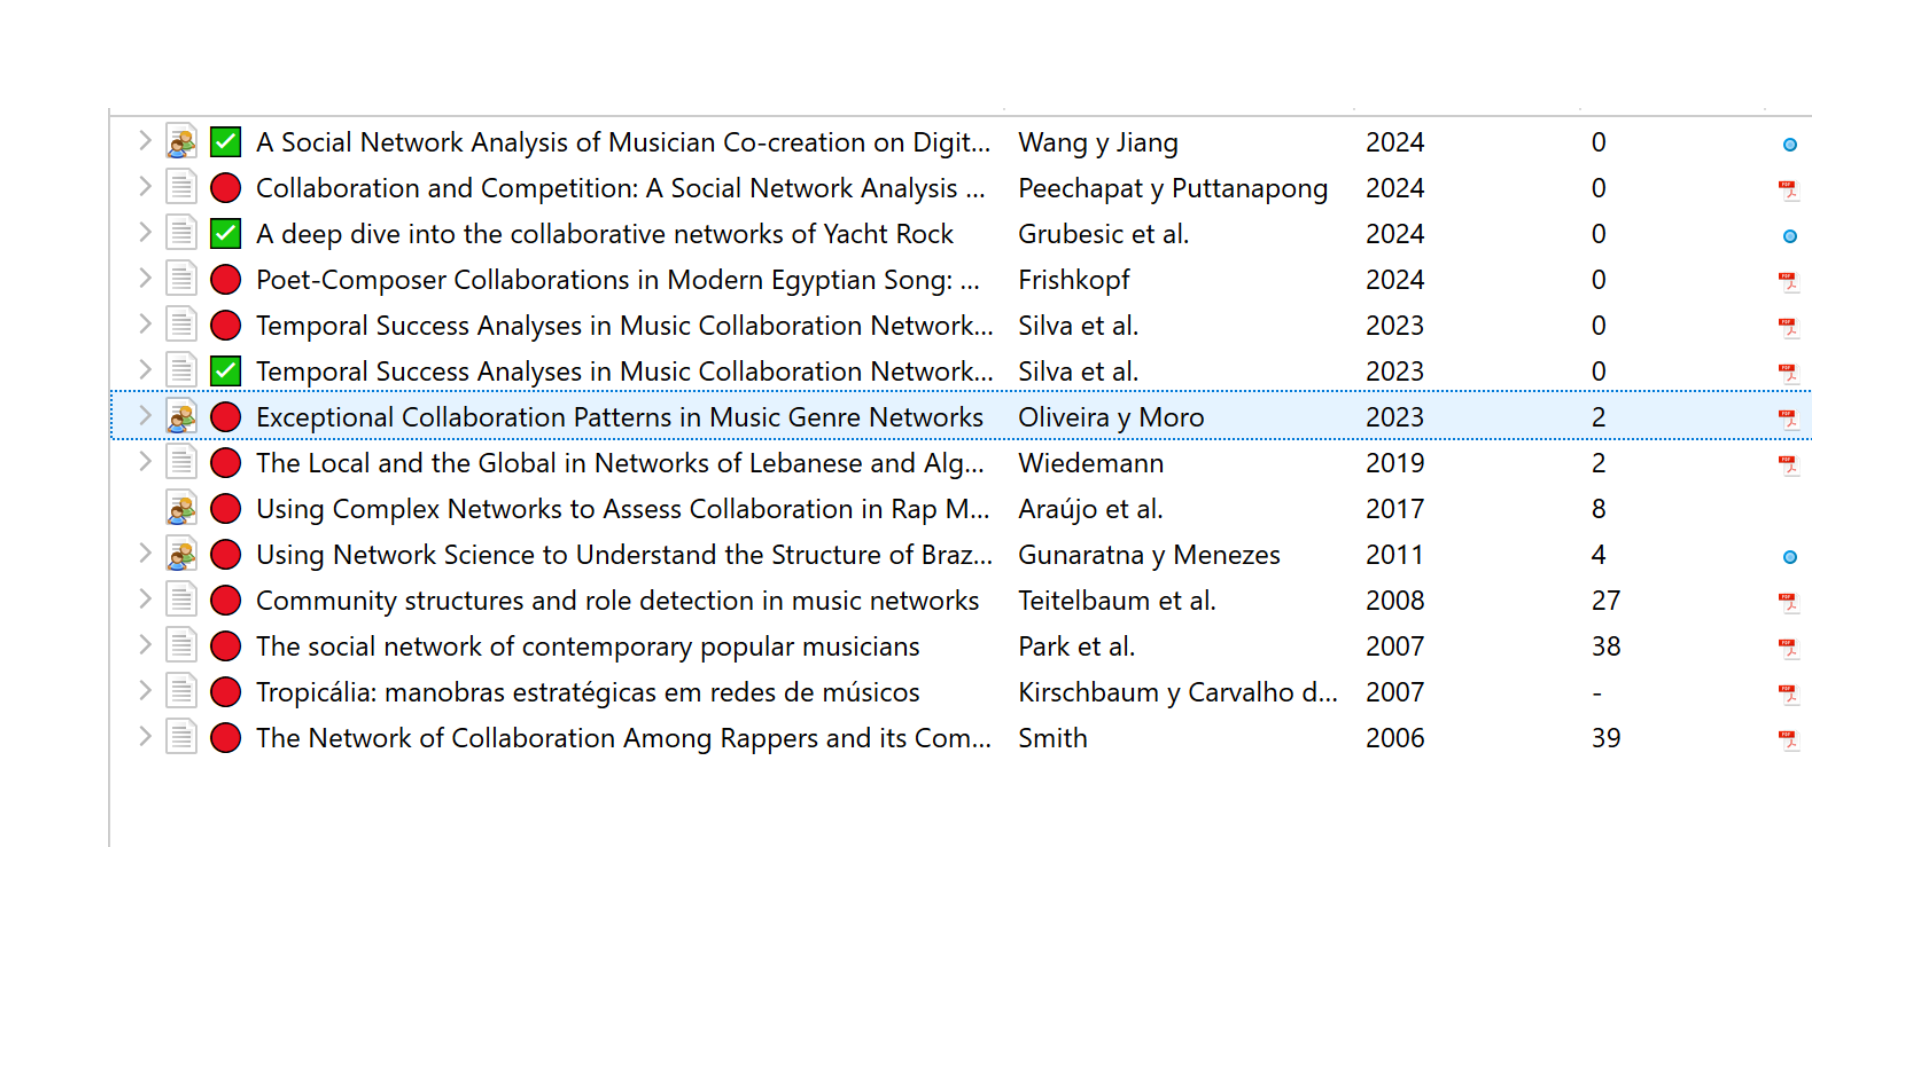 A Social Network Analysis of Musician Co-creation on Digit... Wang y Jiang 2024 0
Collaboration and Competition: A Social Network Analysis ... Peechapat y Puttanapong 2024 0
A deep dive into the collaborative networks of Yacht Rock Grubesic et al. 2024 0
Poet-Composer Collaborations in Modern Egyptian Song: ... Frishkopf 2024 0
Temporal Success Analyses in Music Collaboration Network... Silva et al. 2023 0
Temporal Success Analyses in Music Collaboration Network... Silva et al. 2023 0
Exceptional Collaboration Patterns in Music Genre Networks Oliveira y Moro 2023 2
The Local and the Global in Networks of Lebanese and Alg... Wiedemann 2019 2
Using Complex Networks to Assess Collaboration in Rap M... Araújo et al. 2017 8
Using Network Science to Understand the Structure of Braz... Gunaratna y Menezes 2011 4
Community structures and role detection in music networks Teitelbaum et al. 2008 27
The social network of contemporary popular musicians Park et al. 2007 38
Tropicália: manobras estratégicas em redes de músicos Kirschbaum y Carvalho d... 2007 -
The Network of Collaboration Among Rappers and its Com... Smith 2006 39